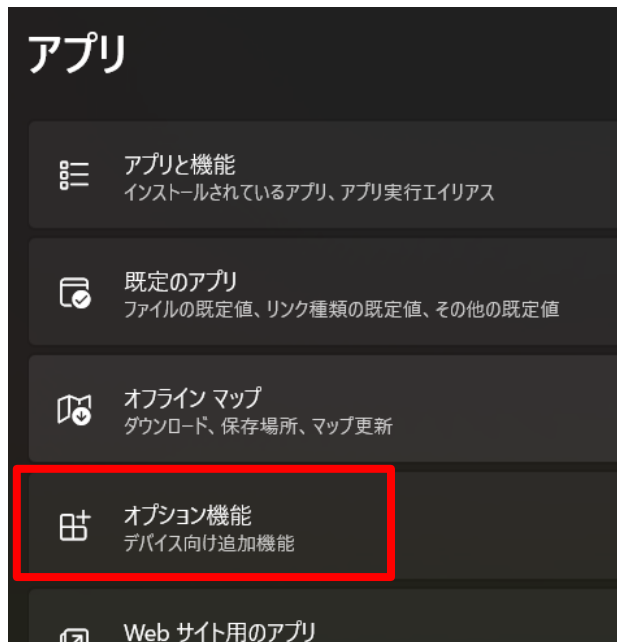 アプリ
アプリと機能
インストールされているアプリ、アプリ実行エイリアス
既定のアプリ
ファイルの既定値、リンク種類の既定値、その他の既定値
オフライン マップ
ダウンロード、保存場所、マップ更新
オプション機能
デバイス向け追加機能
Web サイト用のアプリ